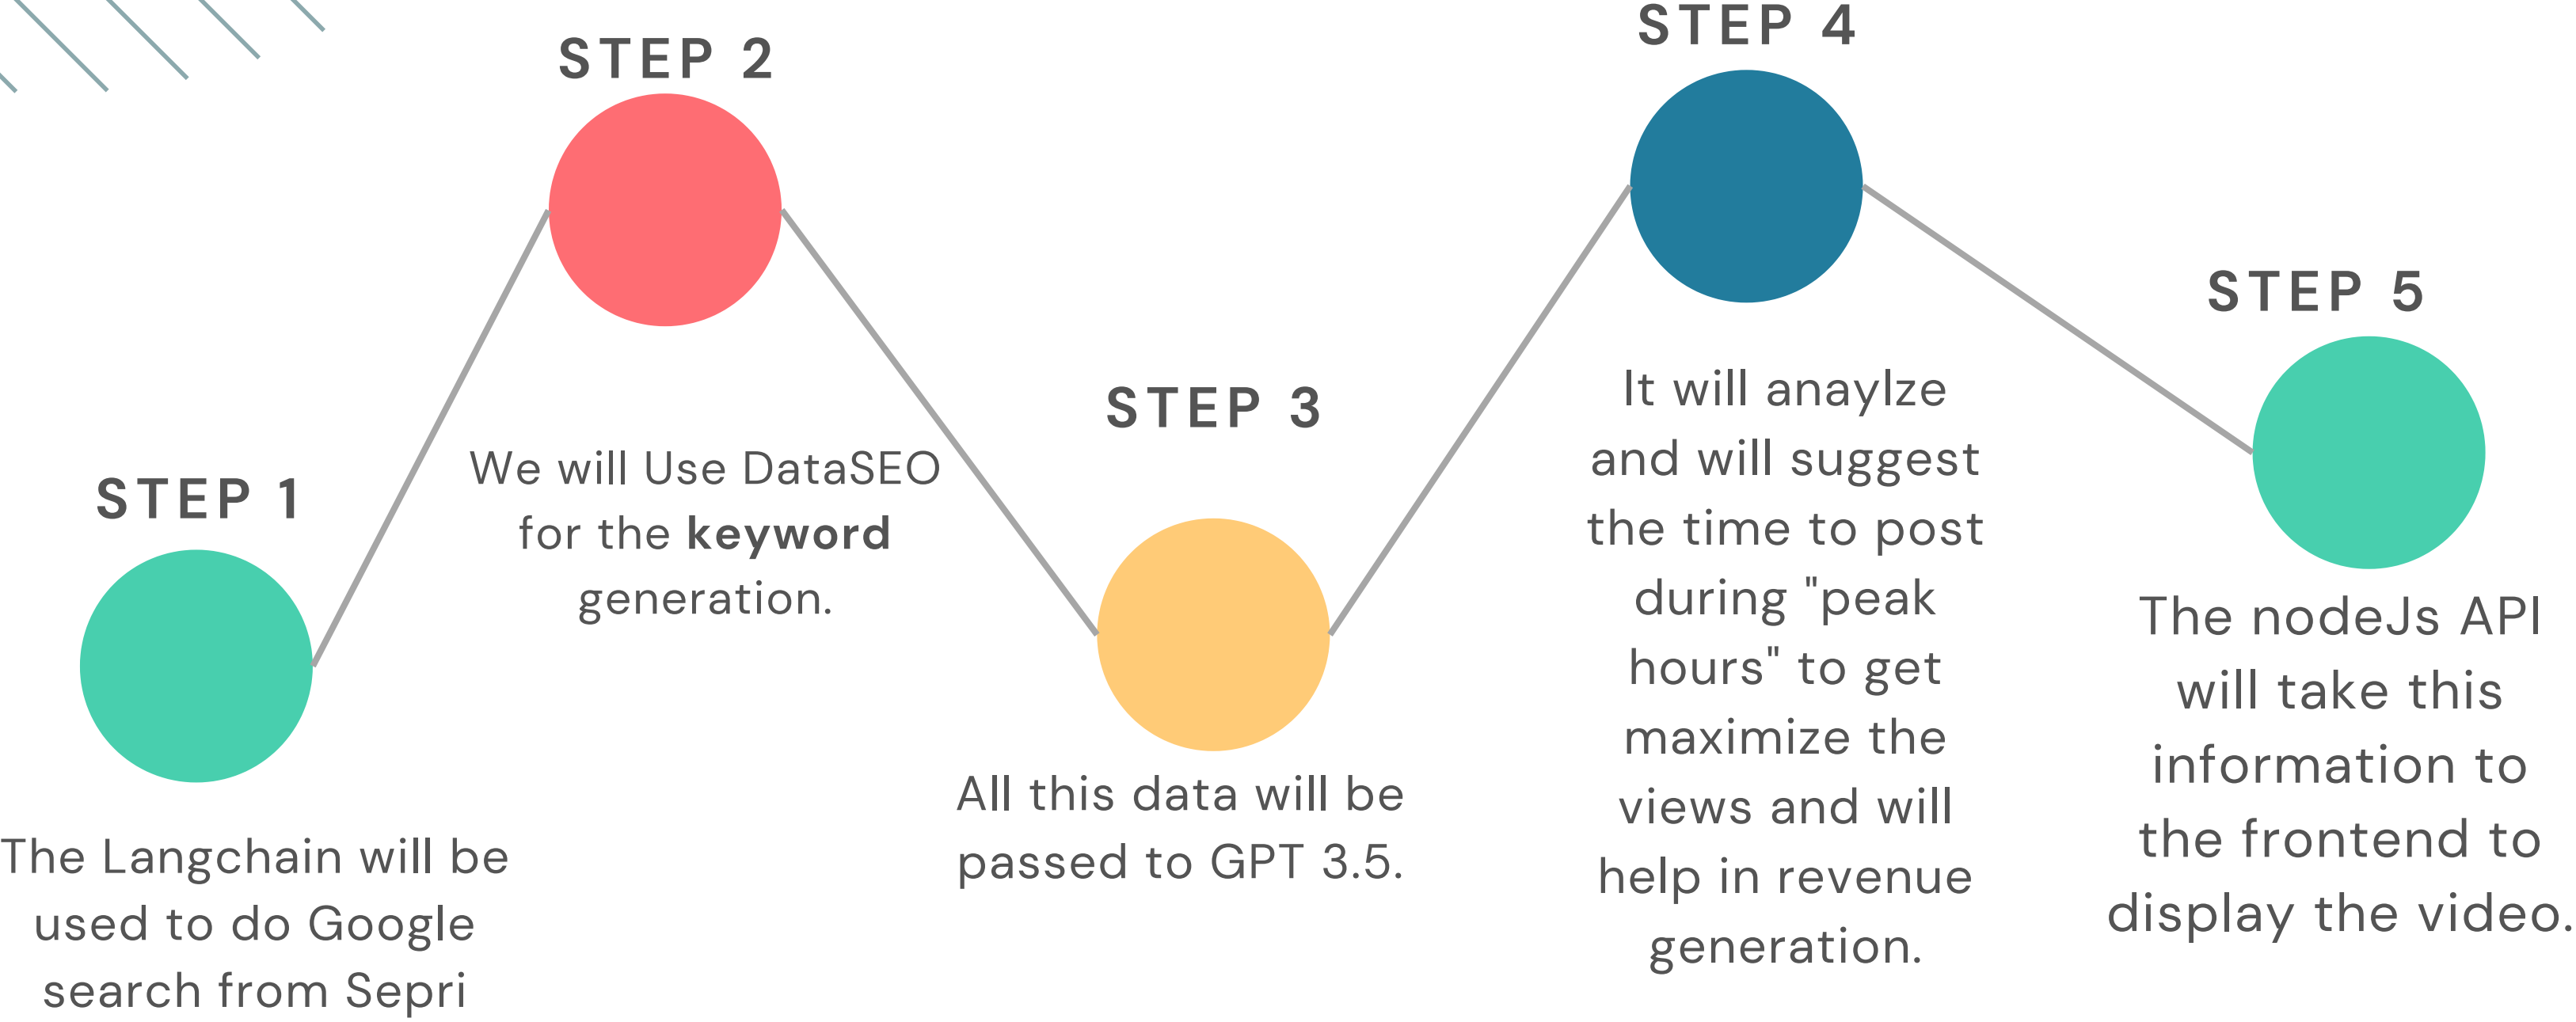 STEP 1
The Langchain will be
used to do Google
search from Sepri
STEP 2
We will Use DataSEO
for the keyword
generation.
STEP 3
All this data will be
passed to GPT 3.5.
STEP 4
It will anaylze
and will suggest
the time to post
during "peak
hours" to get
maximize the
views and will
help in revenue
generation.
STEP 5
The nodeJs API
will take this
information to
the frontend to
display the video.